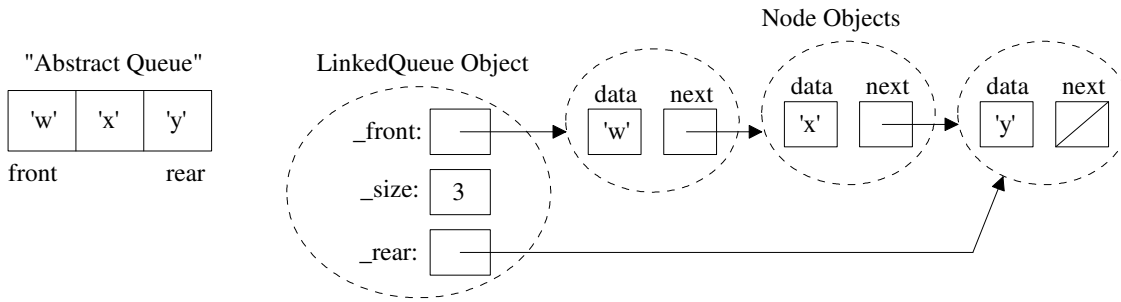 Node Objects
"Abstract Queue"
LinkedQueue Object
'w' 'x' 'y'
front rear
_front:
_size: 3
_rear:
data next
'w'
data next
'x'
data next
'y'